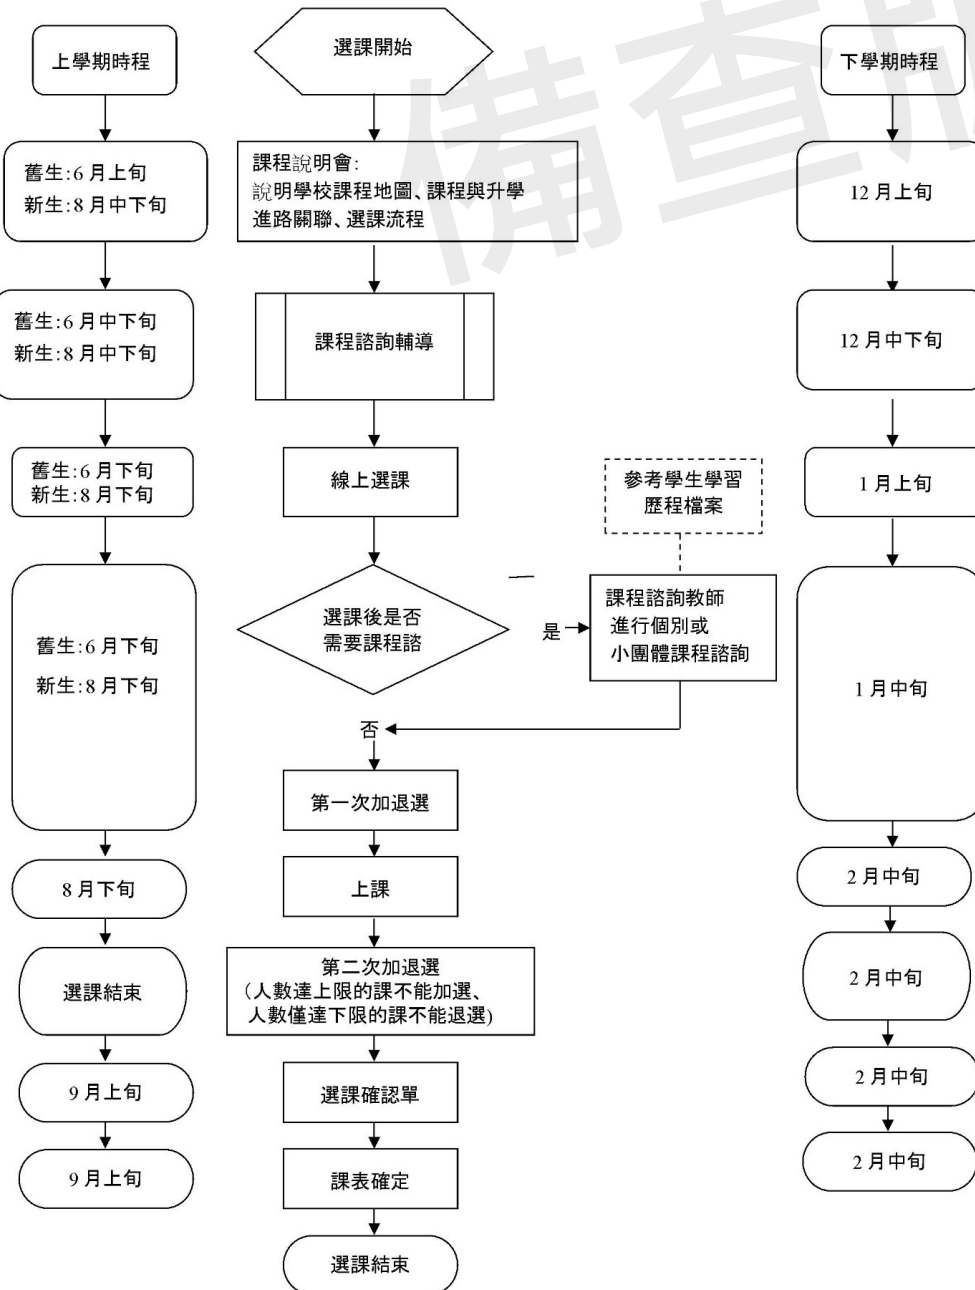 備查版
上學期時程
舊生:6月上旬
新生:8月中下旬
舊生:6月中下旬
新生:8月中下旬
舊生:6月下旬
新生:8月下旬
舊生:6月下旬
新生:8月下旬
8月下旬
選課結束
9月上旬
9月上旬
選課開始
課程說明會:
說明學校課程地圖、課程與升學
進路關聯、選課流程
課程諮詢輔導
線上選課
選課後是否
需要課程諮
是
參考學生學習
歷程檔案
課程諮詢教師
進行個別或
小團體課程諮詢
否
第一次加退選
上課
第二次加退選
(人數達上限的課不能加選、
人數僅達下限的課不能退選)
選課確認單
課表確定
選課結束
下學期時程
12月上旬
12月中下旬
1月上旬
1月中旬
2月中旬
2月中旬
2月中旬
2月中旬